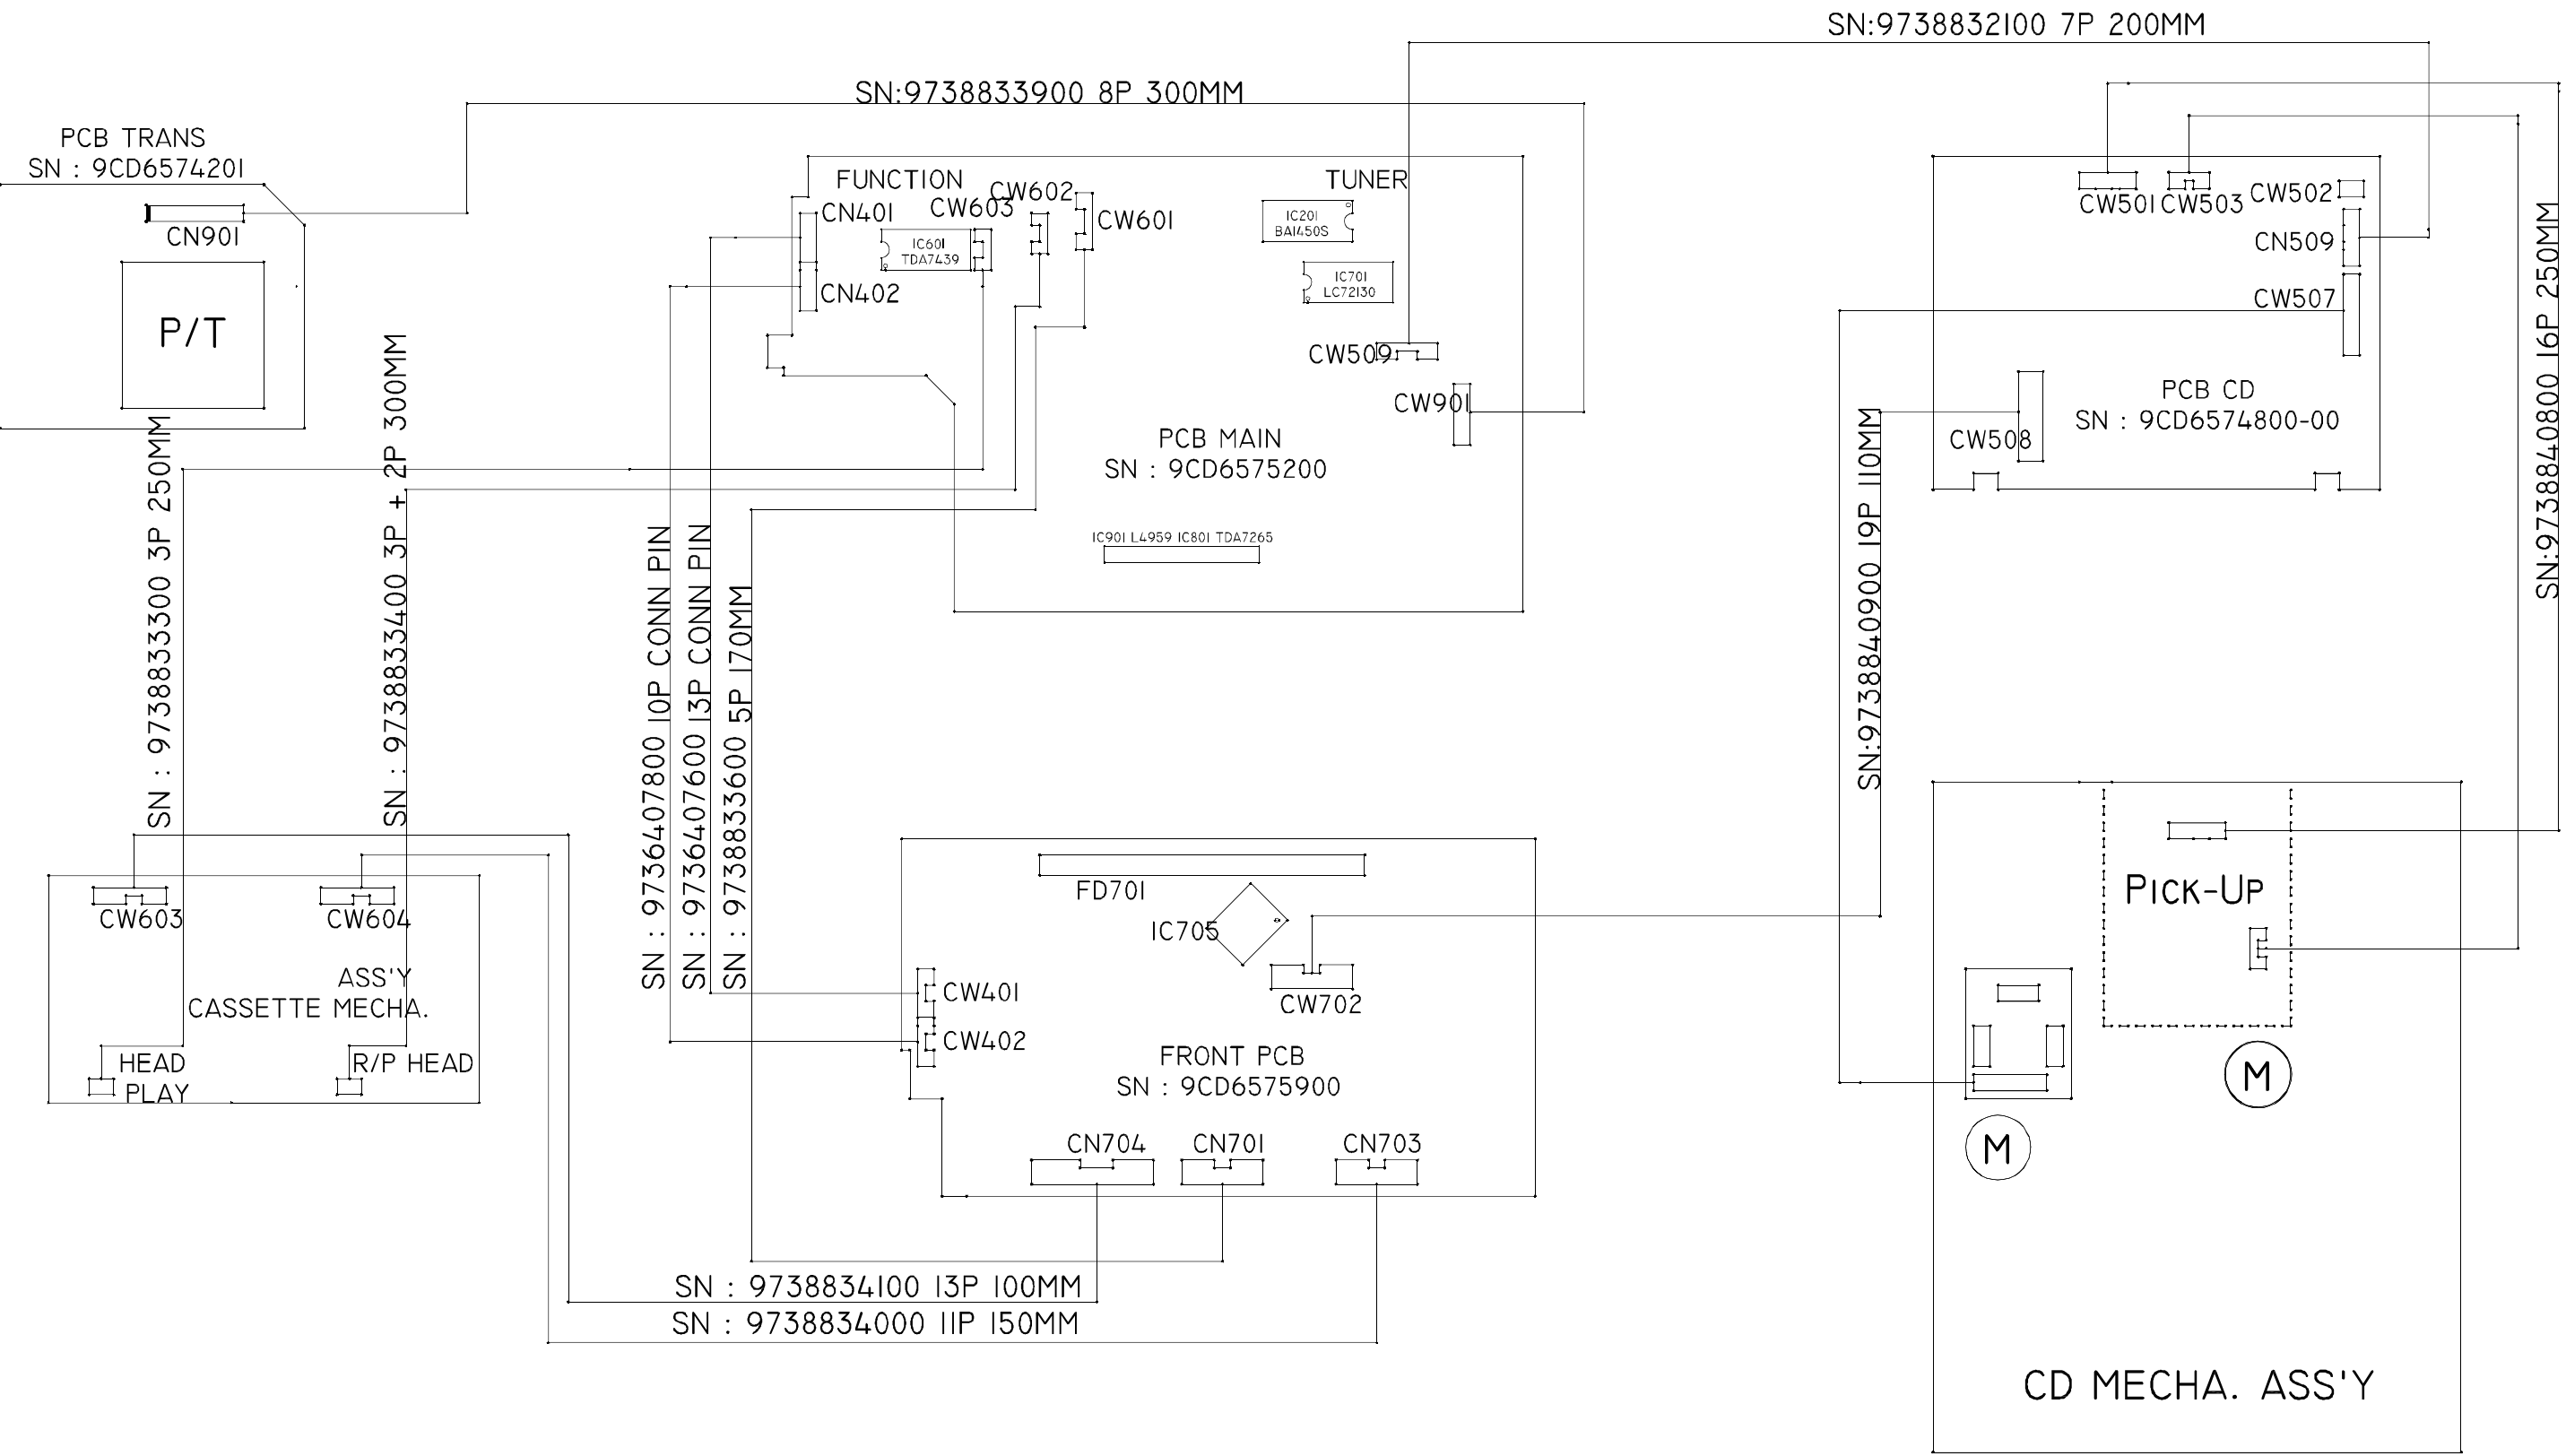 SN:9738832100 7P 200MM
SN:9738833900 8P 300MM
PCB TRANS
SN : 9CD6574201
CN901
P/T
FUNCTION
CW602
TUNER
CN401
CW603
CW601
IC601
TDA7439
CN402
IC201
BA1450S
IC701
LC72130
CW509
CW901
PCB MAIN
SN : 9CD6575200
IC901 L4959 IC801 TDA7265
CW501
CW503
CW502
CN509
CW507
PCB CD
SN : 9CD6574800-00
CW508
SN:9738840800 16P 250MM
SN:9738840900 19P 110MM
SN : 9738833300 3P 250MM
SN : 9738833400 3P + 2P 300MM
SN : 9736407800 10P CONN PIN
SN : 9736407600 13P CONN PIN
SN : 9738833600 5P 170MM
CW603
CW604
ASS'Y
CASSETTE MECHA.
HEAD
PLAY
R/P HEAD
FD701
IC705
CW401
CW402
CW702
FRONT PCB
SN : 9CD6575900
CN704
CN701
CN703
SN : 9738834100 13P 100MM
SN : 9738834000 11P 150MM
PICK-UP
M
M
CD MECHA. ASS'Y